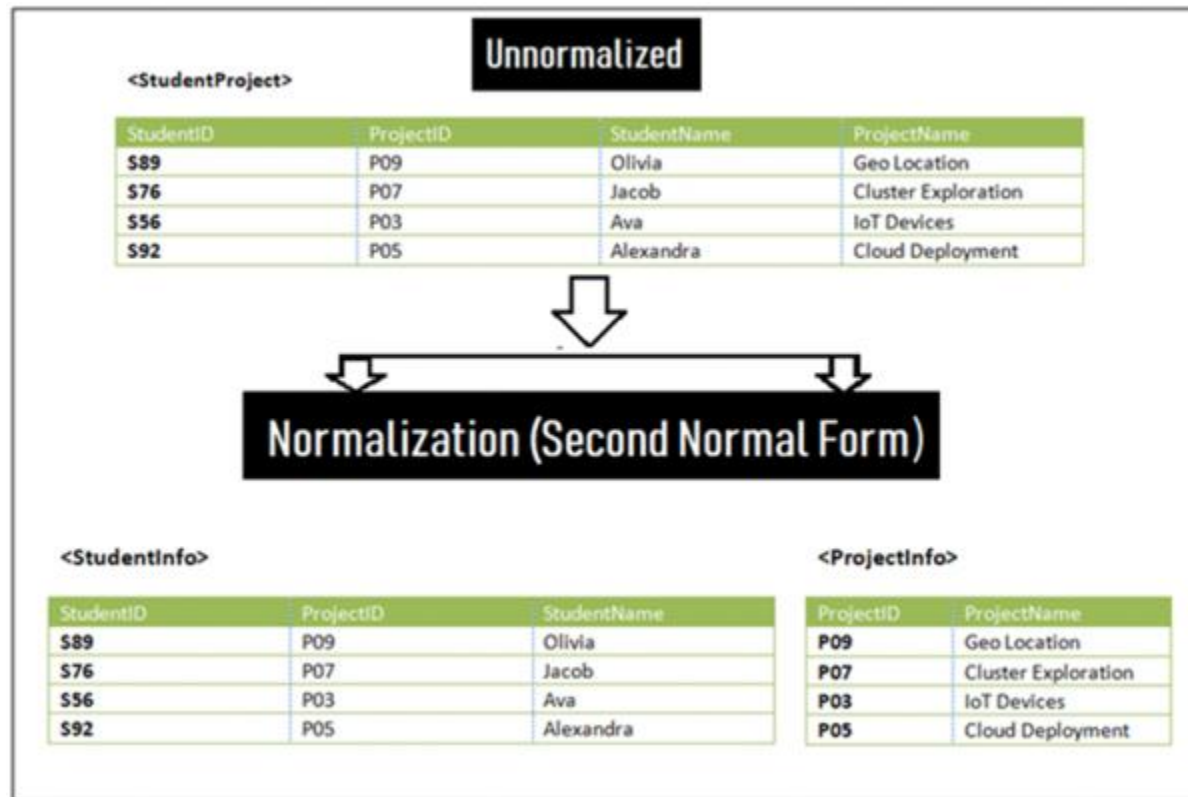 Unnormalized
<StudentProject>
StudentID ProjectID StudentName ProjectName
S89 P09 Olivia Geo Location
S76 P07 Jacob Cluster Exploration
S56 P03 Ava IoT Devices
S92 P05 Alexandra Cloud Deployment
Normalization (Second Normal Form)
<StudentInfo>
StudentID ProjectID StudentName
S89 P09 Olivia
S76 P07 Jacob
S56 P03 Ava
S92 P05 Alexandra
<ProjectInfo>
ProjectID ProjectName
P09 Geo Location
P07 Cluster Exploration
P03 IoT Devices
P05 Cloud Deployment